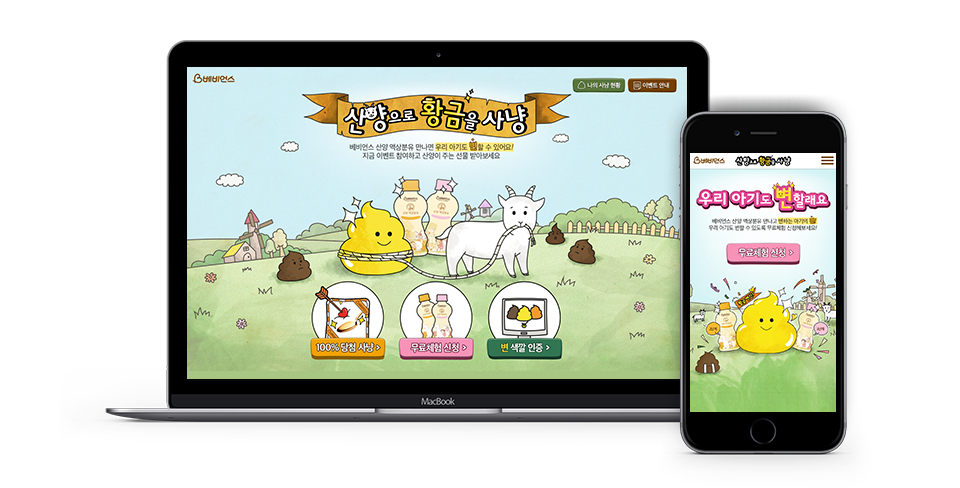 베비언스
나의 사냥 현황
이벤트 안내
산양으로 황금을 사냥
베비언스 산양 액상분유 만나면 우리 아기도 변할 수 있어요!
지금 이벤트 참여하고 산양이 주는 선물 받아보세요
100% 당첨 사냥 >
무료체험 신청 >
변 색깔 인증 >
MacBook
베비언스
산양으로 황금을 사냥
우리 아기도 변할래요
베비언스 산양 액상분유 만나고 변하는 아기의 변
우리 아기도 변할 수 있도록 무료체험 신청해보세요!
무료체험 신청 >